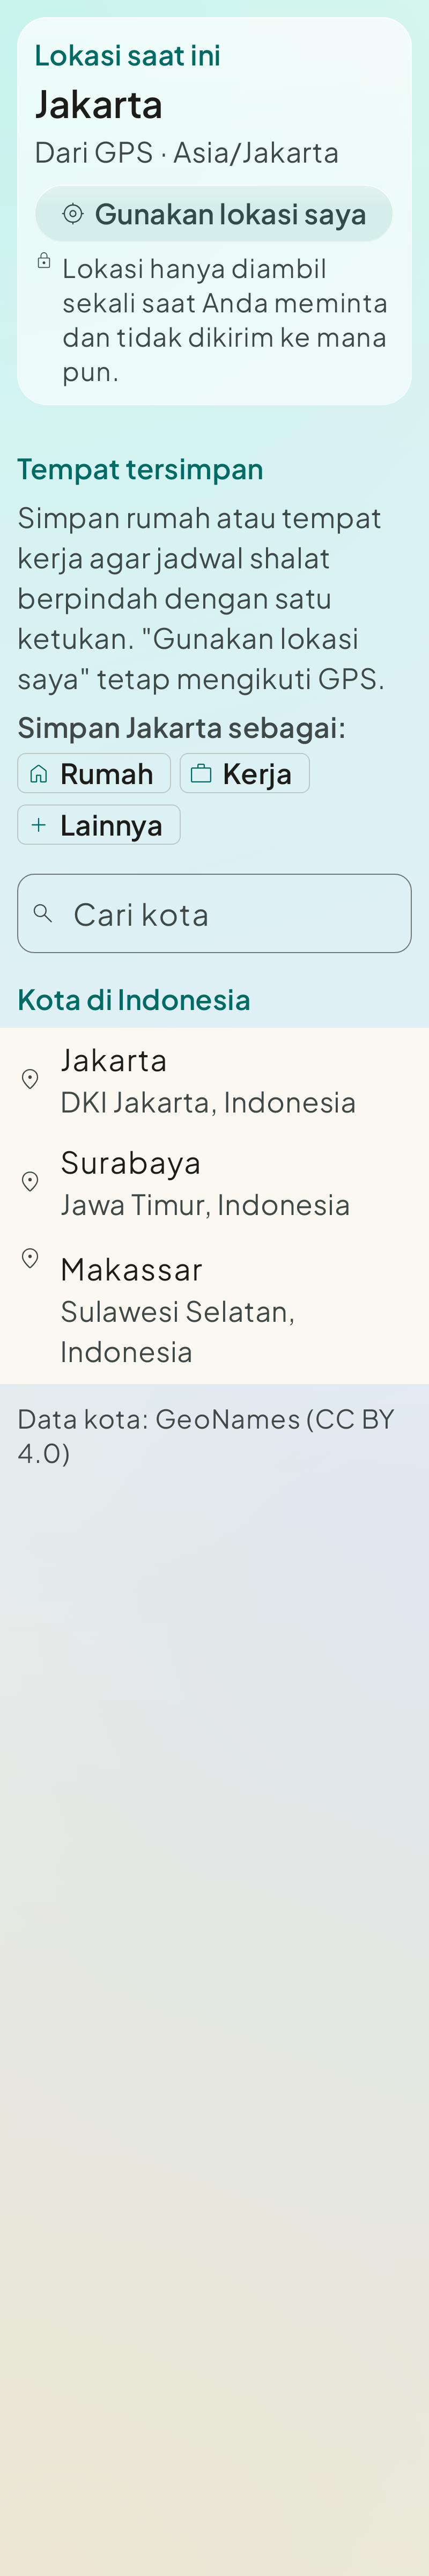 Lokasi saat ini
Jakarta
Dari GPS · Asia/Jakarta
Gunakan lokasi saya
Lokasi hanya diambil
sekali saat Anda meminta
dan tidak dikirim ke mana
pun.
Tempat tersimpan
Simpan rumah atau tempat
kerja agar jadwal shalat
berpindah dengan satu
ketukan. "Gunakan lokasi
saya" tetap mengikuti GPS.
Simpan Jakarta sebagai:
Rumah
Kerja
Lainnya
Cari kota
Kota di Indonesia
Jakarta
DKI Jakarta, Indonesia
Surabaya
Jawa Timur, Indonesia
Makassar
Sulawesi Selatan,
Indonesia
Data kota: GeoNames (CC BY
4.0)